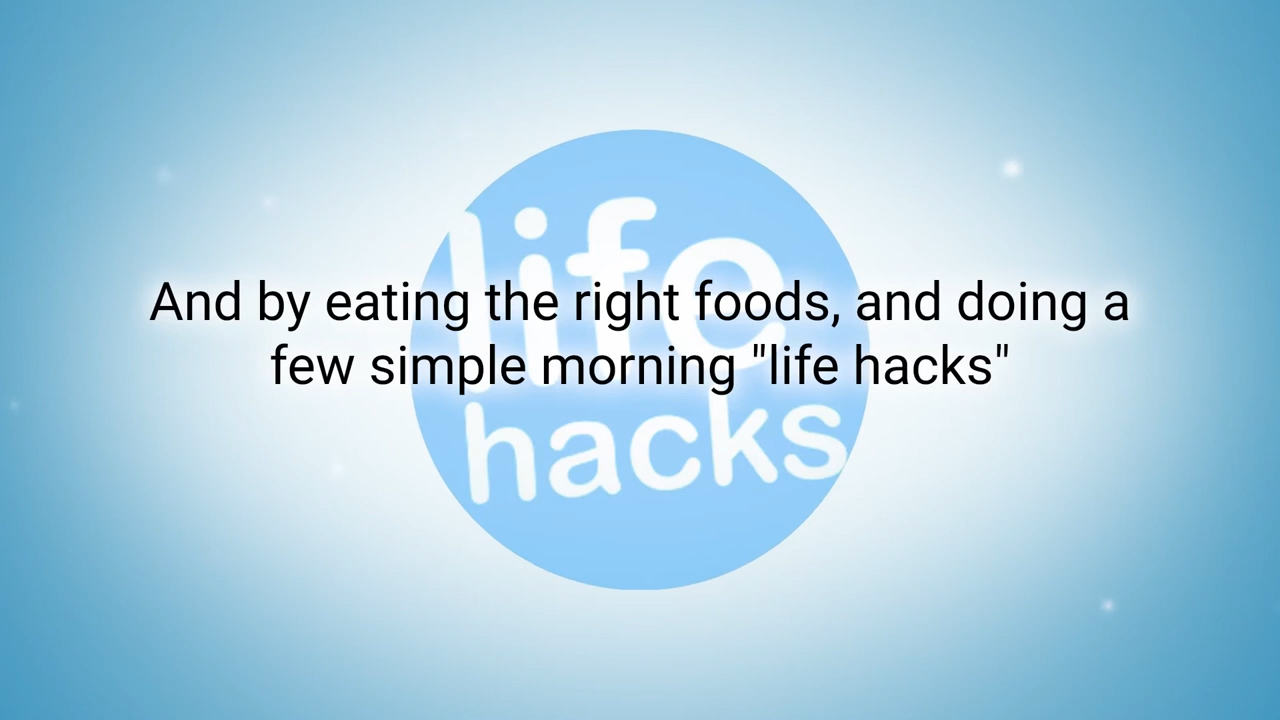 And by eating the right foods, and doing a
few simple morning "life hacks"
life
hacks